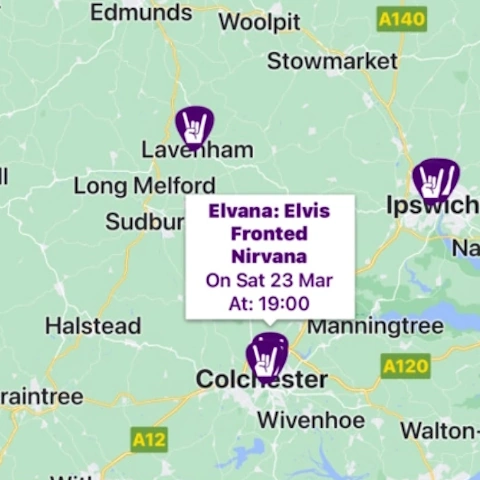 Edmunds
Woolpit
A140
Stowmarket
Lavenham
Long Melford
Ipswich
Sudbur
Elvana: Elvis
Fronted
Nirvana
On Sat 23 Mar
At: 19:00
Na
Halstead
Manningtree
A120
Colchester
raintree
Wivenhoe
Walton-
A12